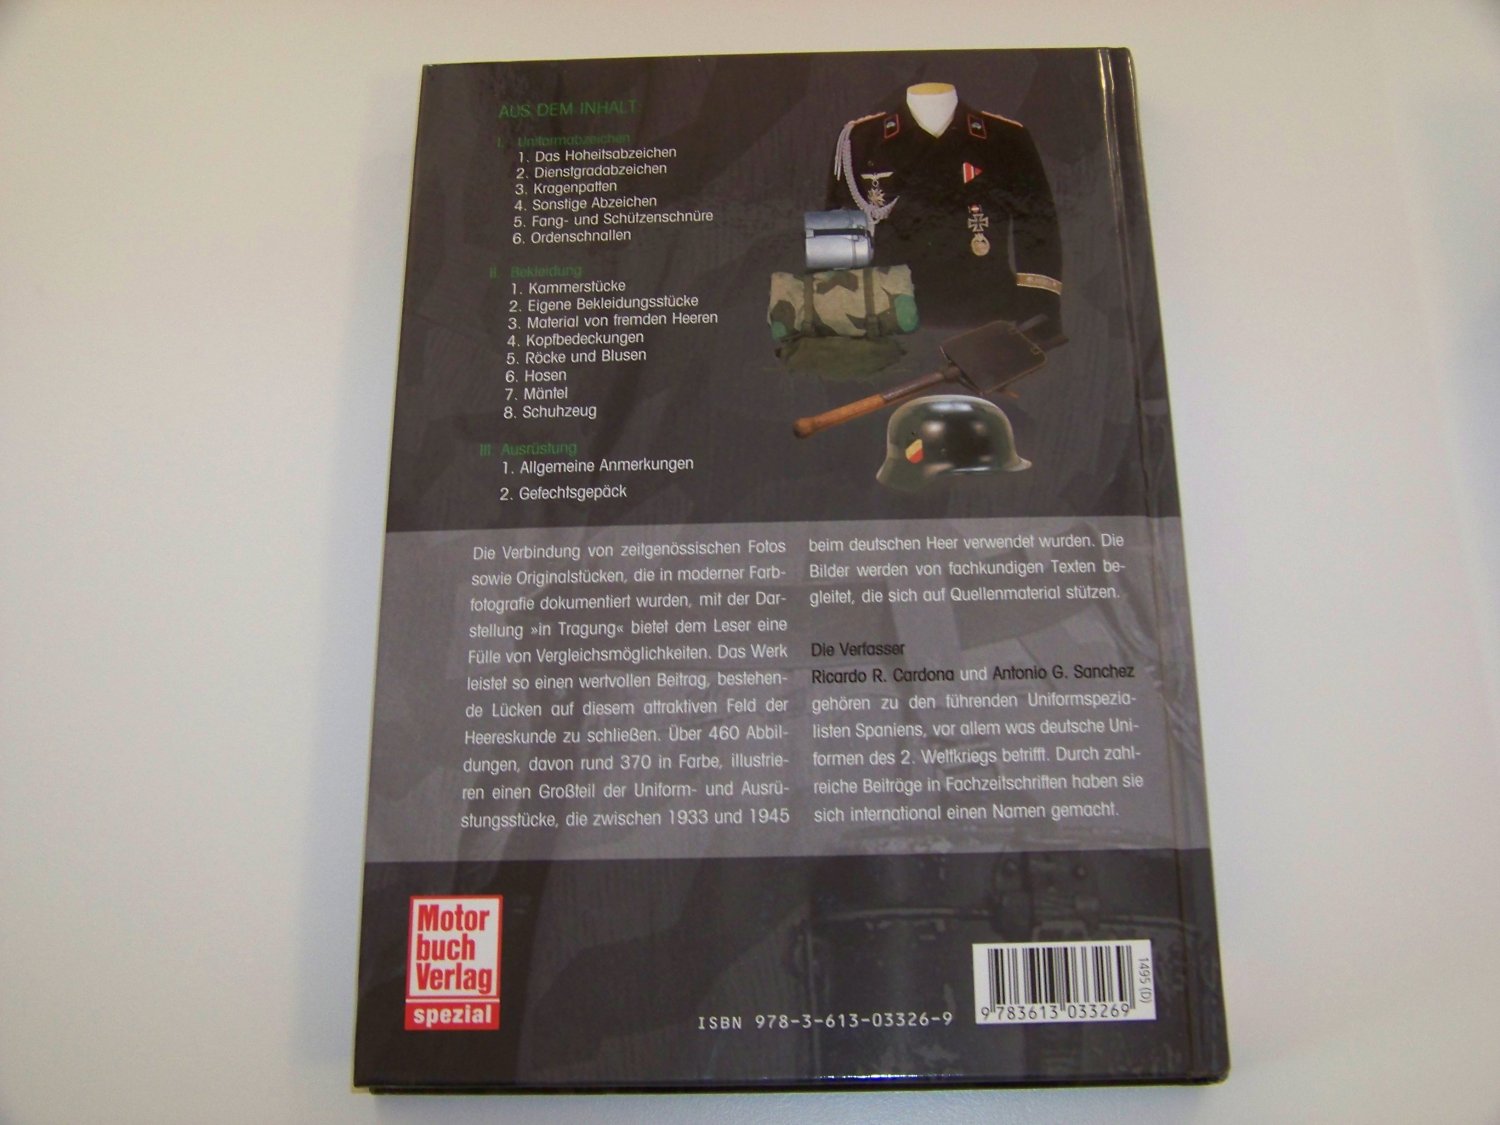 AUS DEM INHALT
I. Uniformabzeichen
1. Das Hoheitsabzeichen
2. Dienstgradabzeichen
3. Kragenpatten
4. Sonstige Abzeichen
5. Fang- und Schützenschnüre
6. Ordenschnallen
II. Bekleidung
1. Kammerstücke
2. Eigene Bekleidungsstücke
3. Material von fremden Heeren
4. Kopfbedeckungen
5. Röcke und Blusen
6. Hosen
7. Mäntel
8. Schuhzeug
III. Ausrüstung
1. Allgemeine Anmerkungen
2. Gefechtsgepäck
Die Verbindung von zeitgenössischen Fotos
sowie Originalstücken, die in moderner Farb-
fotografie dokumentiert wurden, mit der Dar-
stellung »in Tragung« bietet dem Leser eine
Fülle von Vergleichsmöglichkeiten. Das Werk
leistet so einen wertvollen Beitrag, bestehen-
de Lücken auf diesem attraktiven Feld der
Heereskunde zu schließen. Über 460 Abbil-
dungen, davon rund 370 in Farbe, illustrie-
ren einen Großteil der Uniform- und Ausrü-
stungsstücke, die zwischen 1933 und 1945
beim deutschen Heer verwendet wurden. Die
Bilder werden von fachkundigen Texten be-
gleitet, die sich auf Quellenmaterial stützen.
Die Verfasser
Ricardo R. Cardona und Antonio G. Sanchez
gehören zu den führenden Uniformspezia-
listen Spaniens, vor allem was deutsche Uni-
formen des 2. Weltkriegs betrifft. Durch zahl-
reiche Beiträge in Fachzeitschriften haben sie
sich international einen Namen gemacht.
Motor
buch
Verlag
spezial
ISBN 978-3-613-03326-9
9 783613 033269
1495 (D)